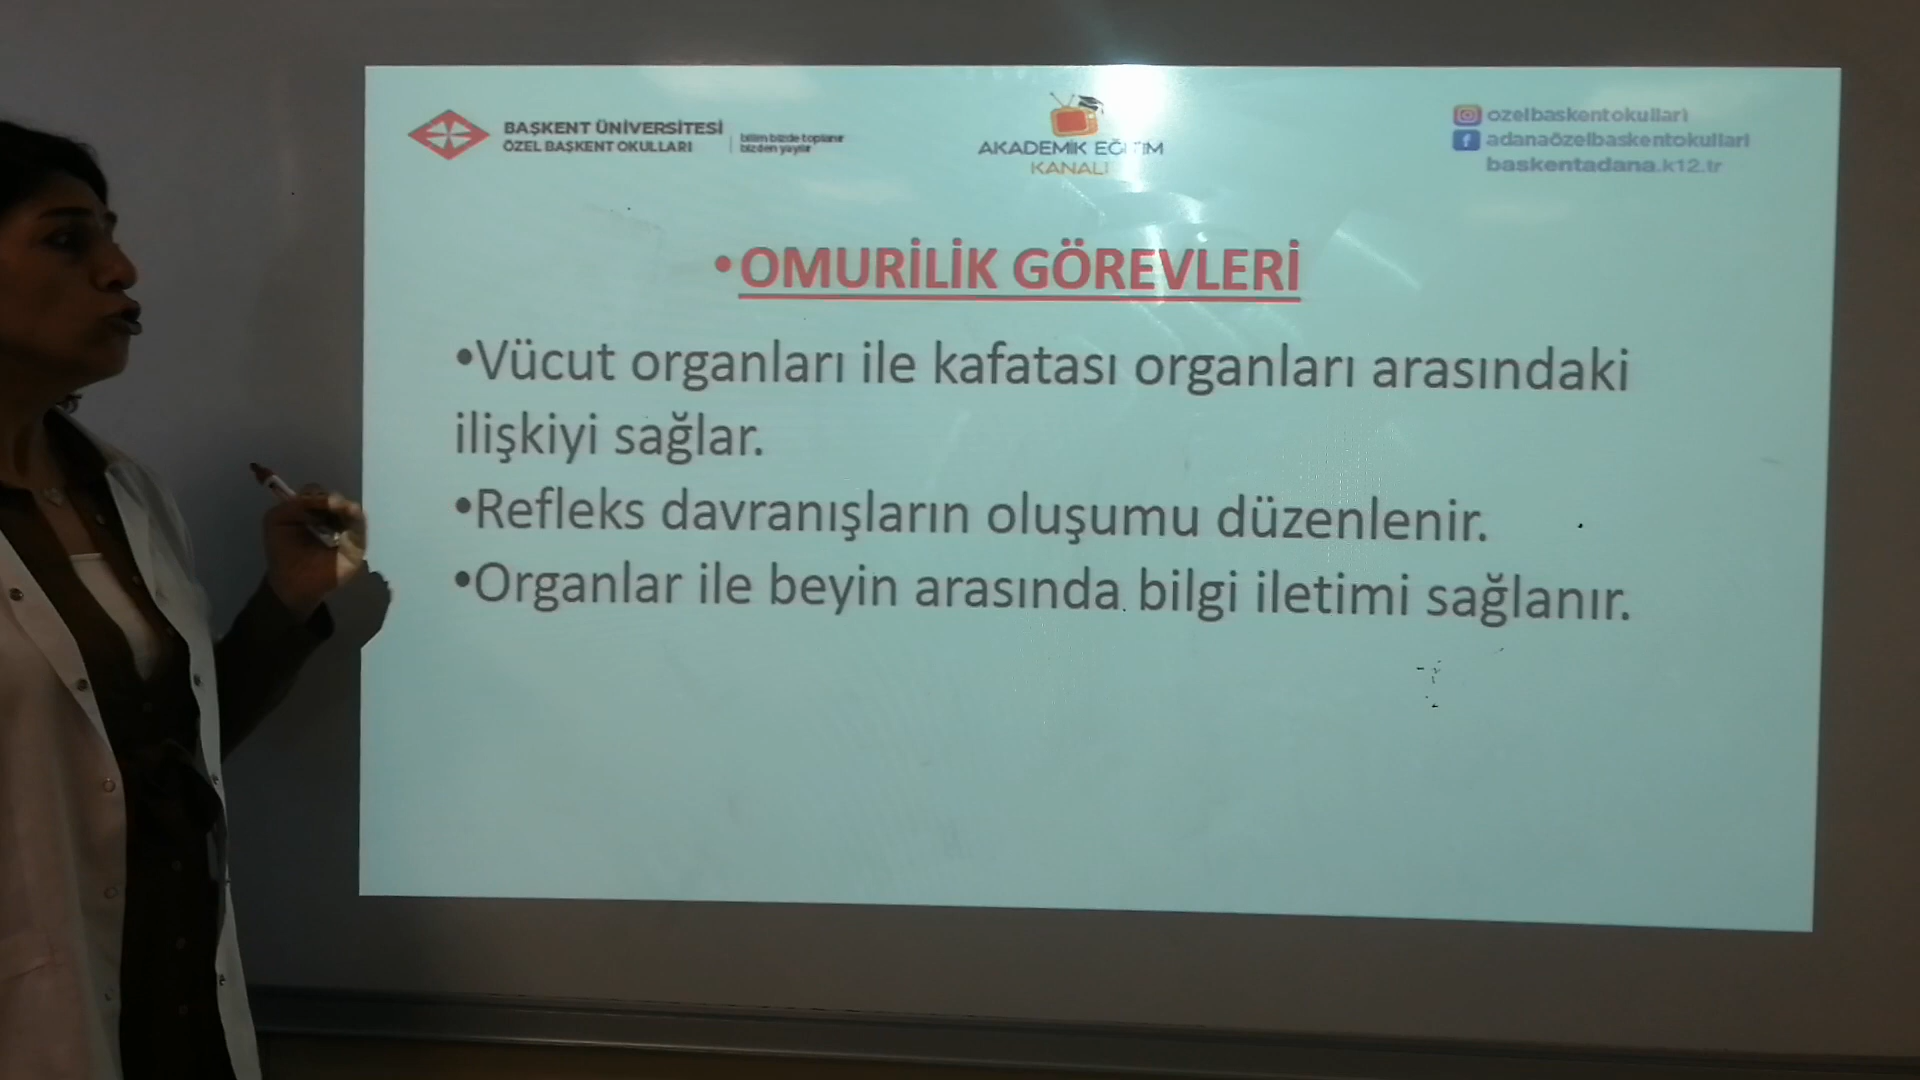 BAŞKENT ÜNİVERSİTESİ
ÖZEL BAŞKENT OKULLARI
bilim bizde toplanır
bizden yayılır
AKADEMİK EĞİTİM
KANALI
ozelbaskentokullari
adanaözelbaskentokullari
baskentadana.k12.tr
•OMURİLİK GÖREVLERİ
•Vücut organları ile kafatası organları arasındaki
ilişkiyi sağlar.
•Refleks davranışların oluşumu düzenlenir.
•Organlar ile beyin arasında bilgi iletimi sağlanır.